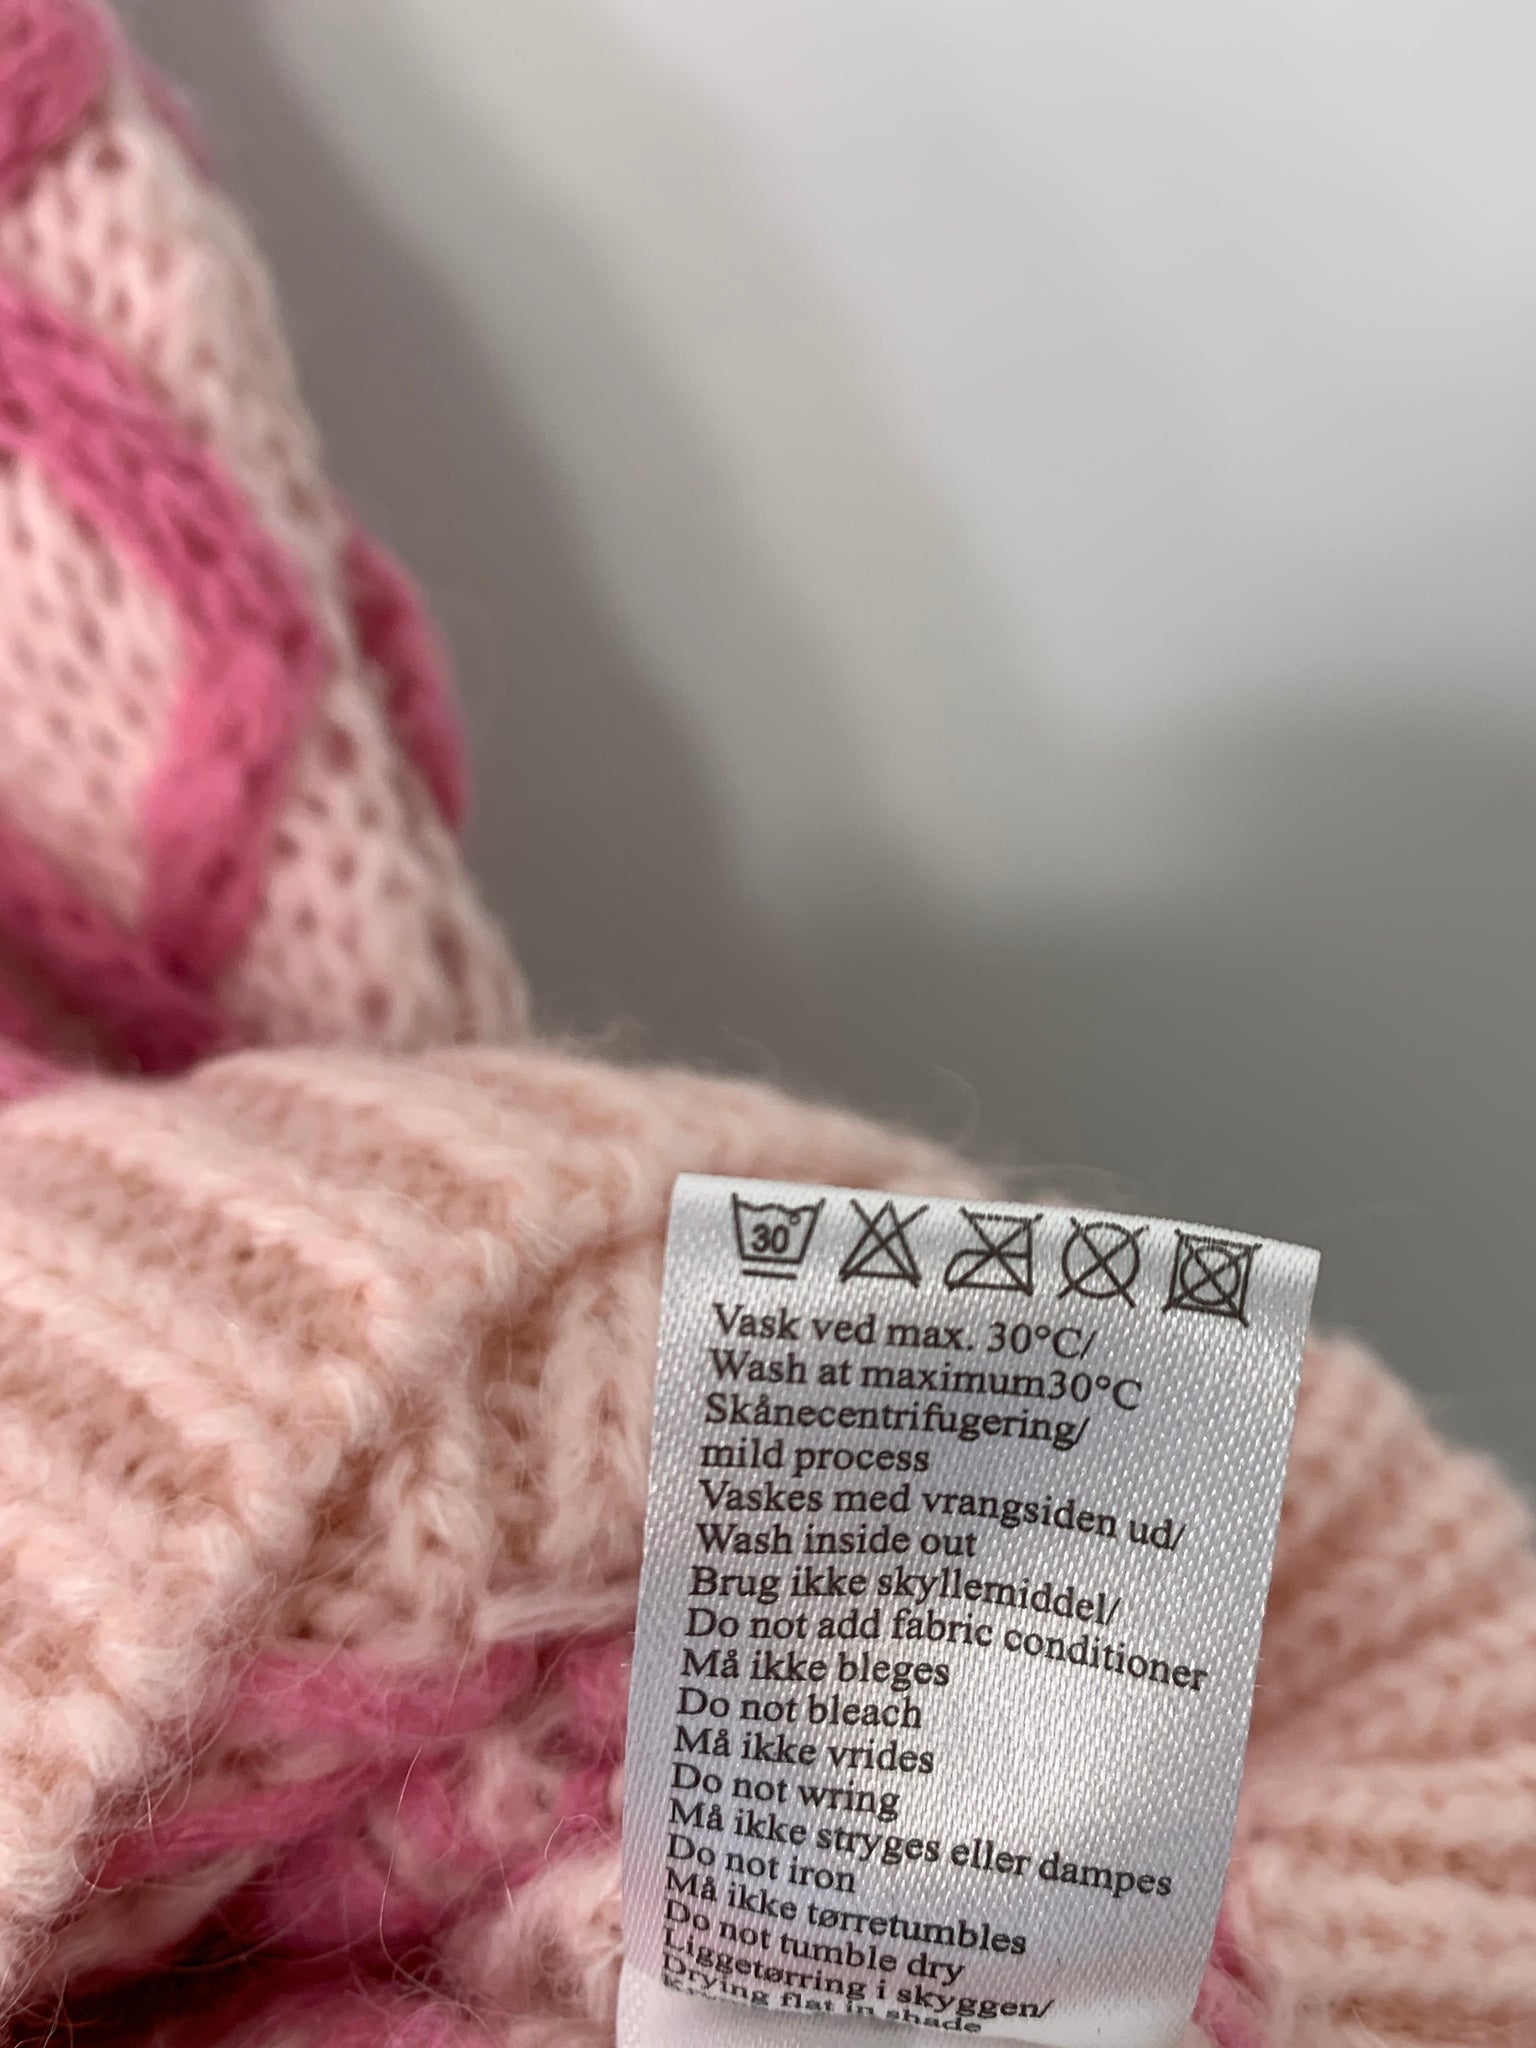 30°
Vask ved max. 30°C/
Wash at maximum30°C
Skånecentrifugering/
mild process
Vaskes med vrangsiden ud/
Wash inside out
Brug ikke skyllemiddel/
Do not add fabric conditioner
Må ikke bleges
Do not bleach
Må ikke vrides
Do not wring
Må ikke stryges eller dampes
Do not iron
Må ikke tørretumbles
Do not tumble dry
Liggetørring i skyggen/
Drying flat in shade